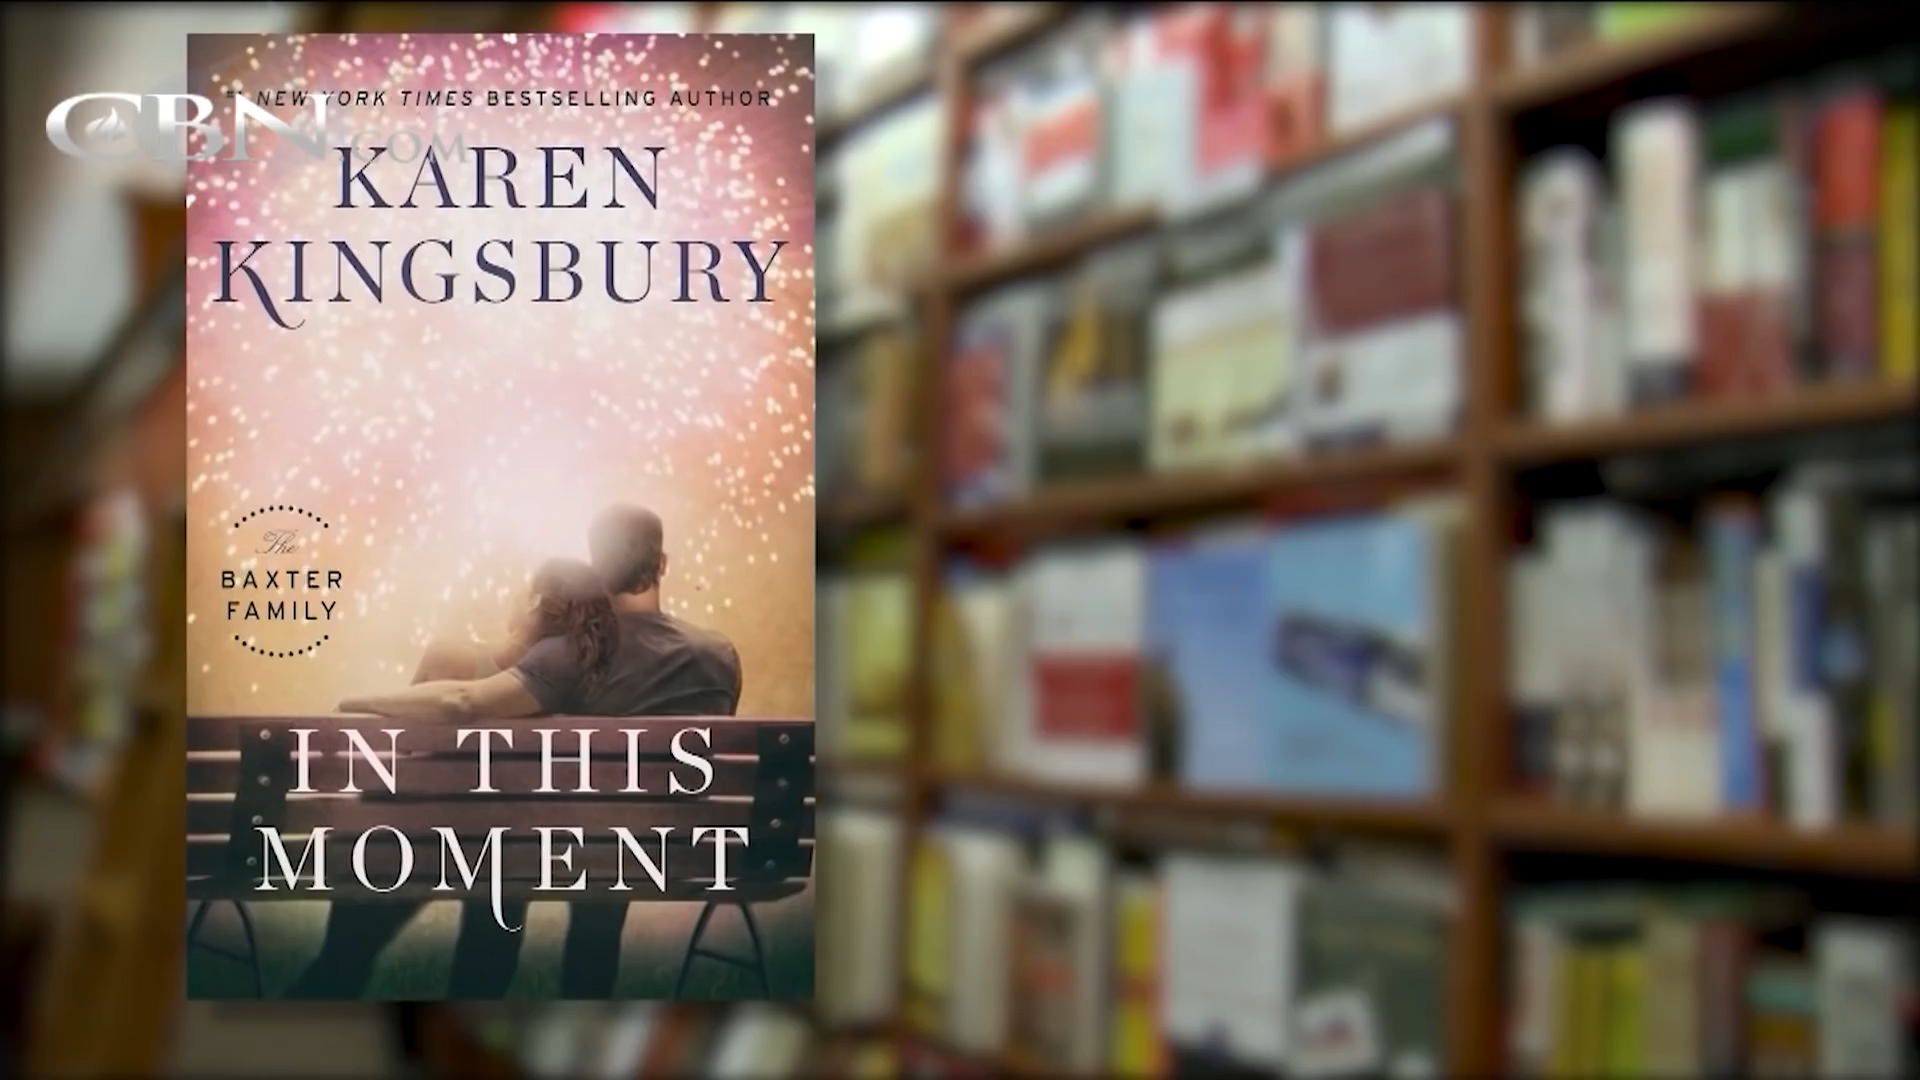 CBN.COM
#1 NEW YORK TIMES BESTSELLING AUTHOR
KAREN
KINGSBURY
The
BAXTER
FAMILY
IN THIS
MOMENT